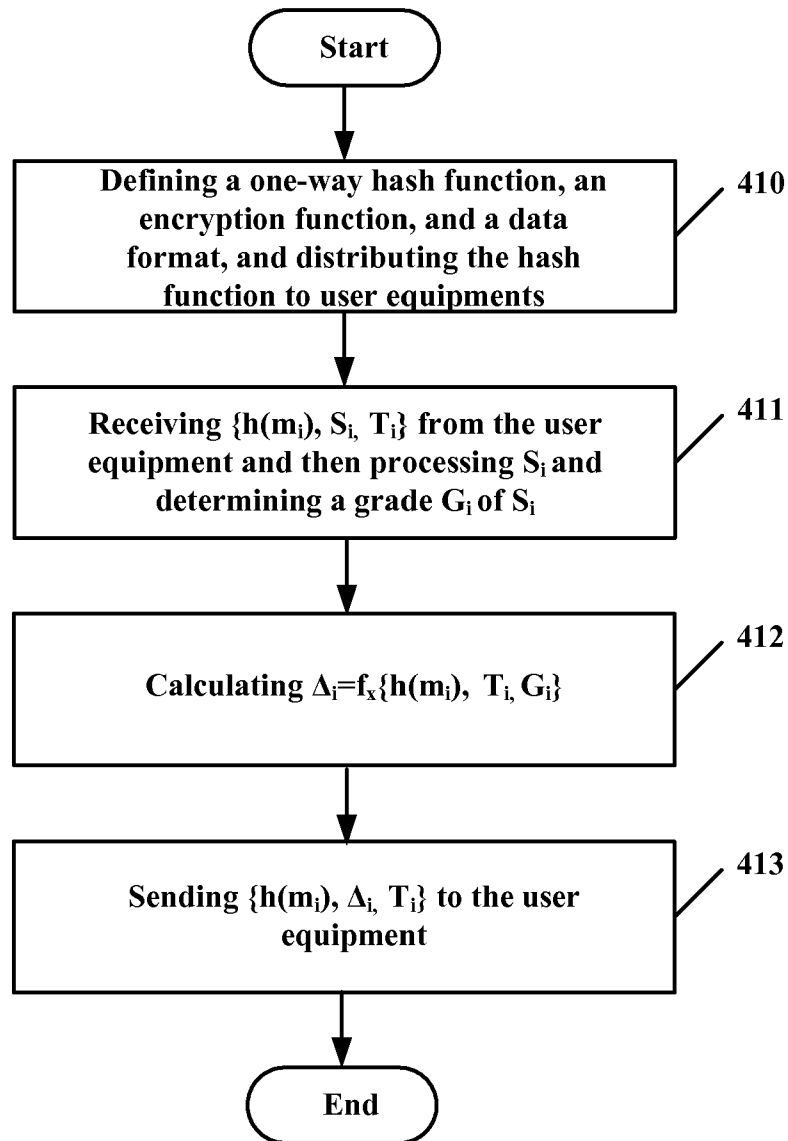 Start
Defining a one-way hash function, an
encryption function, and a data
format, and distributing the hash
function to user equipments
410
Receiving {h(mᵢ), Sᵢ, Tᵢ} from the user
equipment and then processing Sᵢ and
determining a grade Gᵢ of Sᵢ
411
Calculating Δᵢ=fₓ{h(mᵢ), Tᵢ, Gᵢ}
412
Sending {h(mᵢ), Δᵢ, Tᵢ} to the user
equipment
413
End